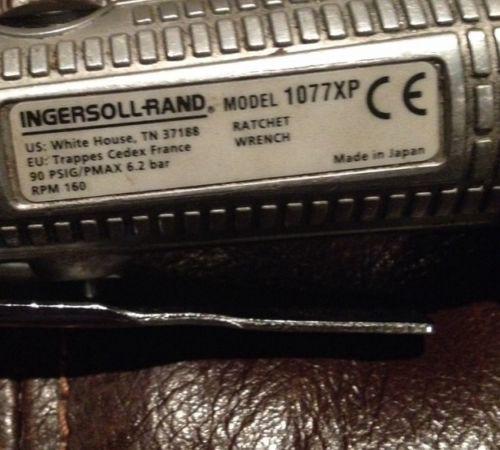 INGERSOLL-RAND® MODEL 1077XP CE
US: White House, TN 37188 RATCHET
EU: Trappes Cedex France WRENCH
90 PSIG/PMAX 6.2 bar Made in Japan
RPM 160